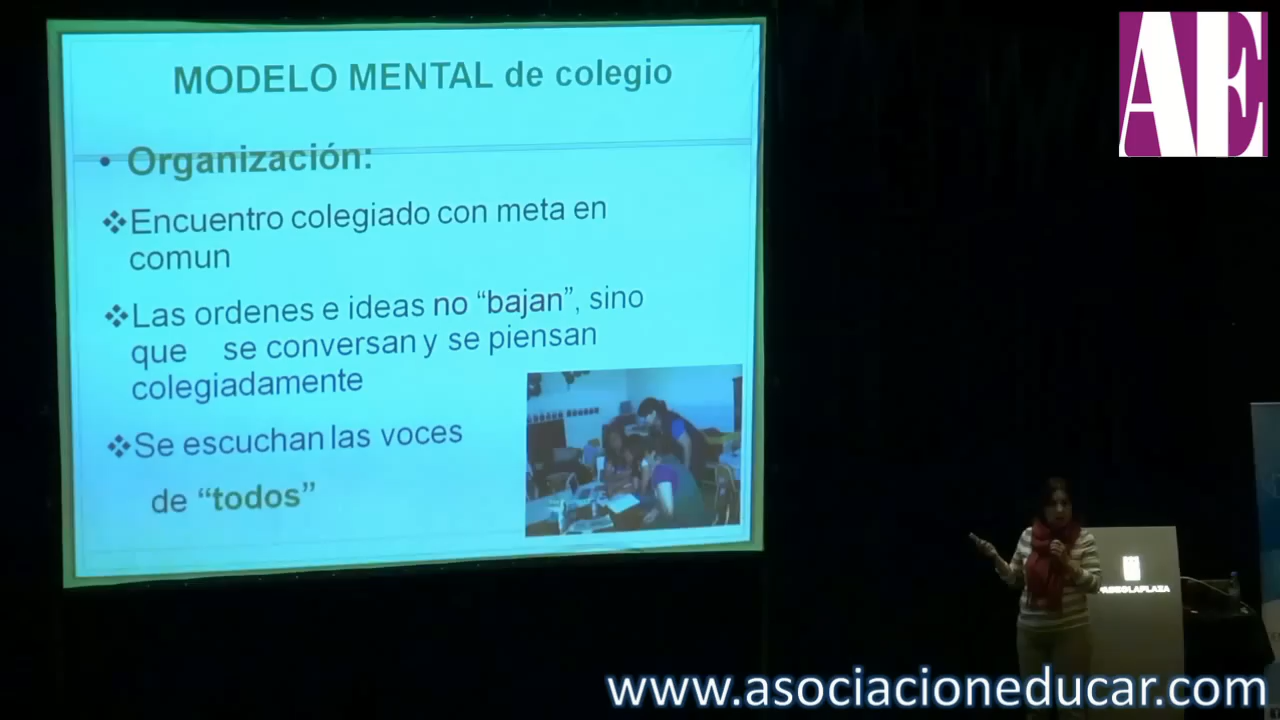 AE
MODELO MENTAL de colegio
• Organización:
❖Encuentro colegiado con meta en
comun
❖Las ordenes e ideas no “bajan”, sino
que se conversan y se piensan
colegiadamente
❖Se escuchan las voces
de “todos”
www.asociacioneducar.com